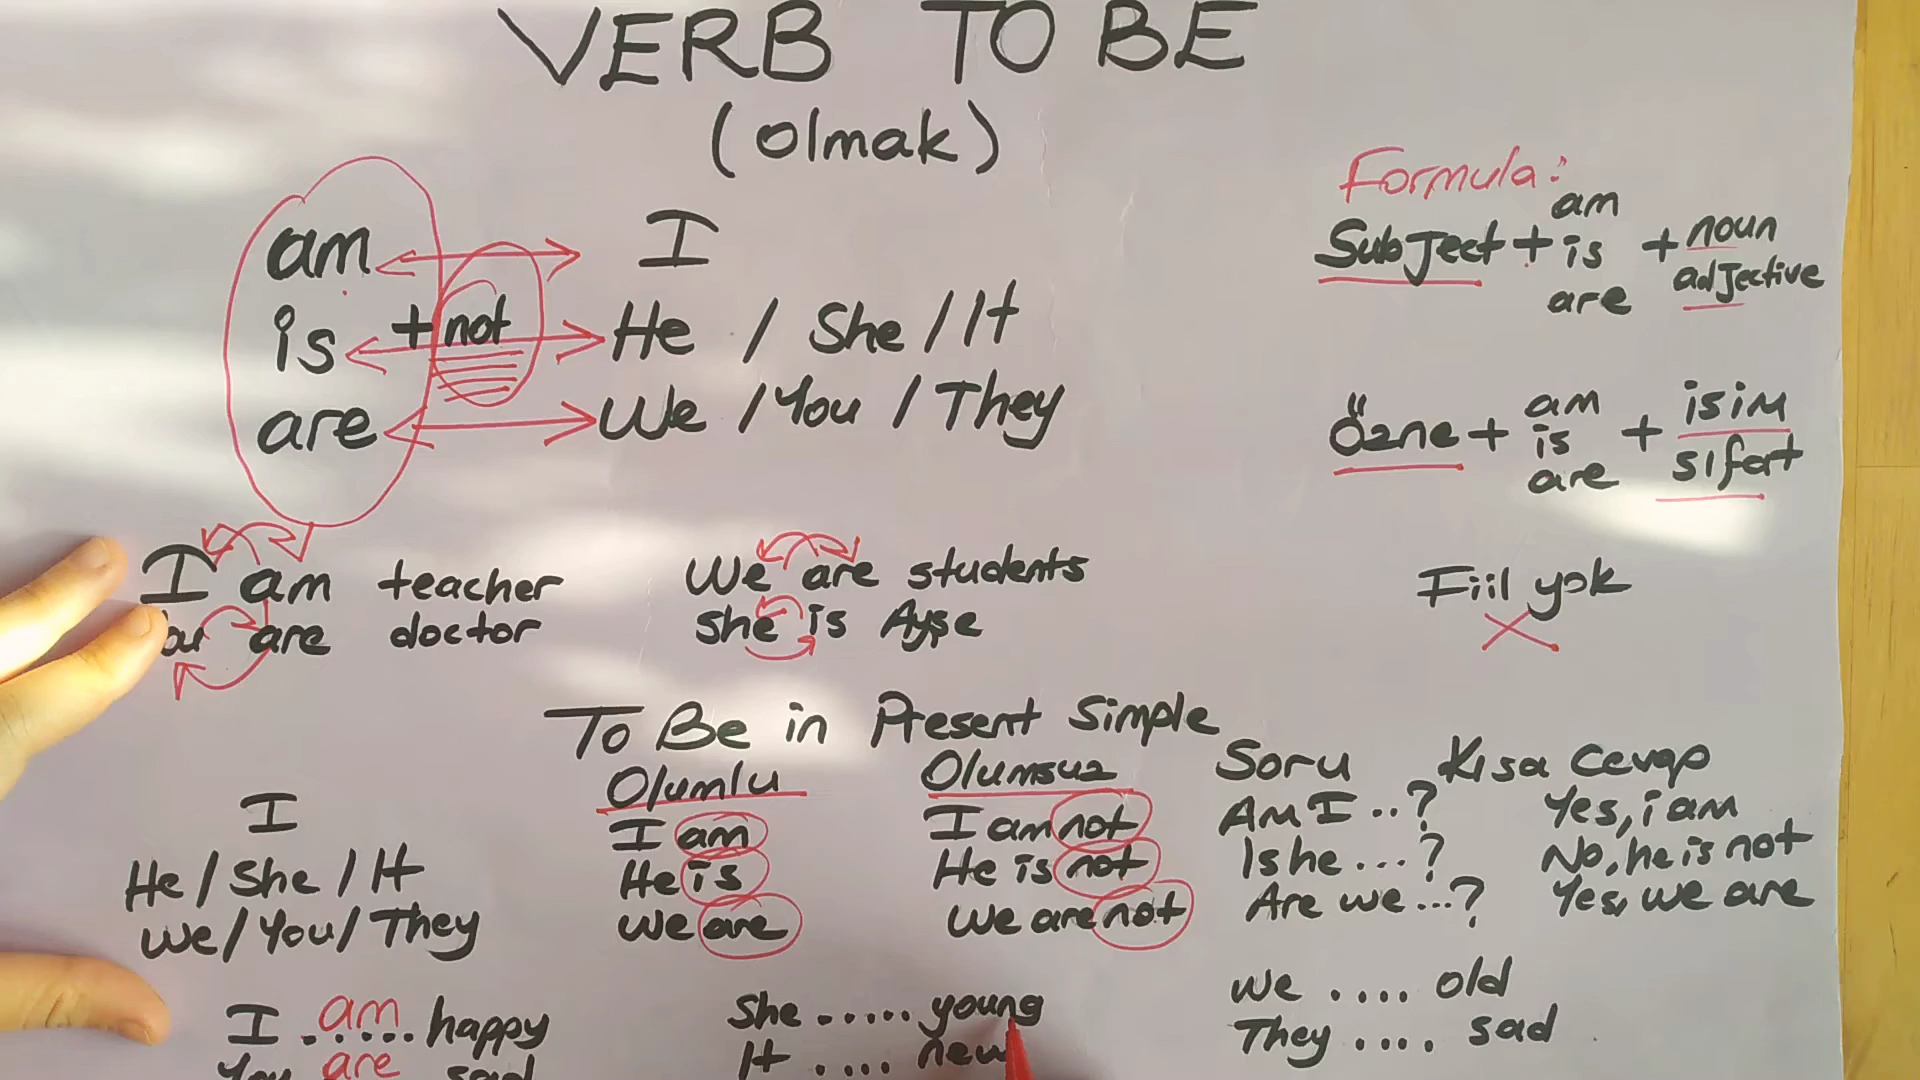 VERB TO BE
(olmak)
am I
is + not He / She / It
are We / You / They
Formula:
am
Subject + is + noun
are adjective
am
Özne + is + isim
are sıfat
Fiil yok
I am teacher
are doctor
We are students
she is Ayşe
To Be in Present Simple
I
He / She / It
We / You / They
Olumlu
I am
He is
We are
Olumsuz
I am not
He is not
We are not
Soru
Am I ..?
Is he ...?
Are we ...?
Kısa Cevap
Yes, i am
No, he is not
Yes, we are
I am ..... happy
You are sad
She ..... young
It .... new
We .... old
They .... sad